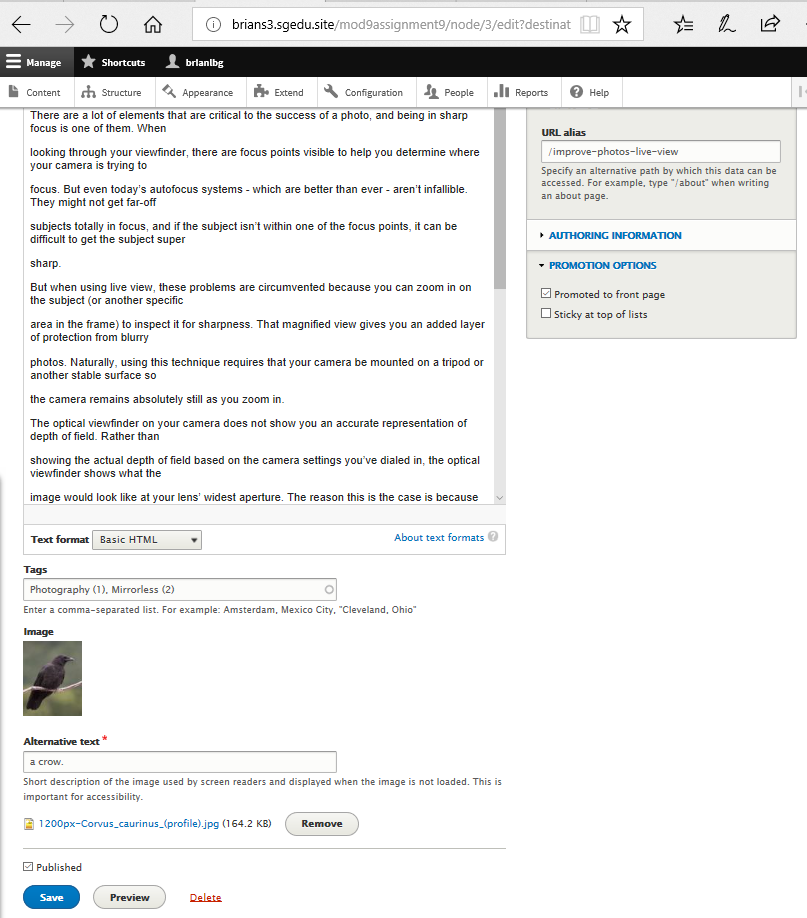 brians3.sgedu.site/mod9assignment9/node/3/edit?destinat
Manage Shortcuts brianlbg
Content Structure Appearance Extend Configuration People Reports Help
There are a lot of elements that are critical to the success of a photo, and being in sharp
focus is one of them. When
looking through your viewfinder, there are focus points visible to help you determine where
your camera is trying to
focus. But even today’s autofocus systems - which are better than ever - aren’t infallible.
They might not get far-off
subjects totally in focus, and if the subject isn’t within one of the focus points, it can be
difficult to get the subject super
sharp.
But when using live view, these problems are circumvented because you can zoom in on
the subject (or another specific
area in the frame) to inspect it for sharpness. That magnified view gives you an added layer
of protection from blurry
photos. Naturally, using this technique requires that your camera be mounted on a tripod or
another stable surface so
the camera remains absolutely still as you zoom in.
The optical viewfinder on your camera does not show you an accurate representation of
depth of field. Rather than
showing the actual depth of field based on the camera settings you’ve dialed in, the optical
viewfinder shows what the
image would look like at your lens’ widest aperture. The reason this is the case is because
Text format Basic HTML About text formats ?
Tags
Photography (1), Mirrorless (2)
Enter a comma-separated list. For example: Amsterdam, Mexico City, "Cleveland, Ohio"
Image
Alternative text *
a crow.
Short description of the image used by screen readers and displayed when the image is not loaded. This is
important for accessibility.
1200px-Corvus_caurinus_(profile).jpg (164.2 KB) Remove
Published
Save Preview Delete
URL alias
/improve-photos-live-view
Specify an alternative path by which this data can be
accessed. For example, type "/about" when writing
an about page.
AUTHORING INFORMATION
PROMOTION OPTIONS
Promoted to front page
Sticky at top of lists